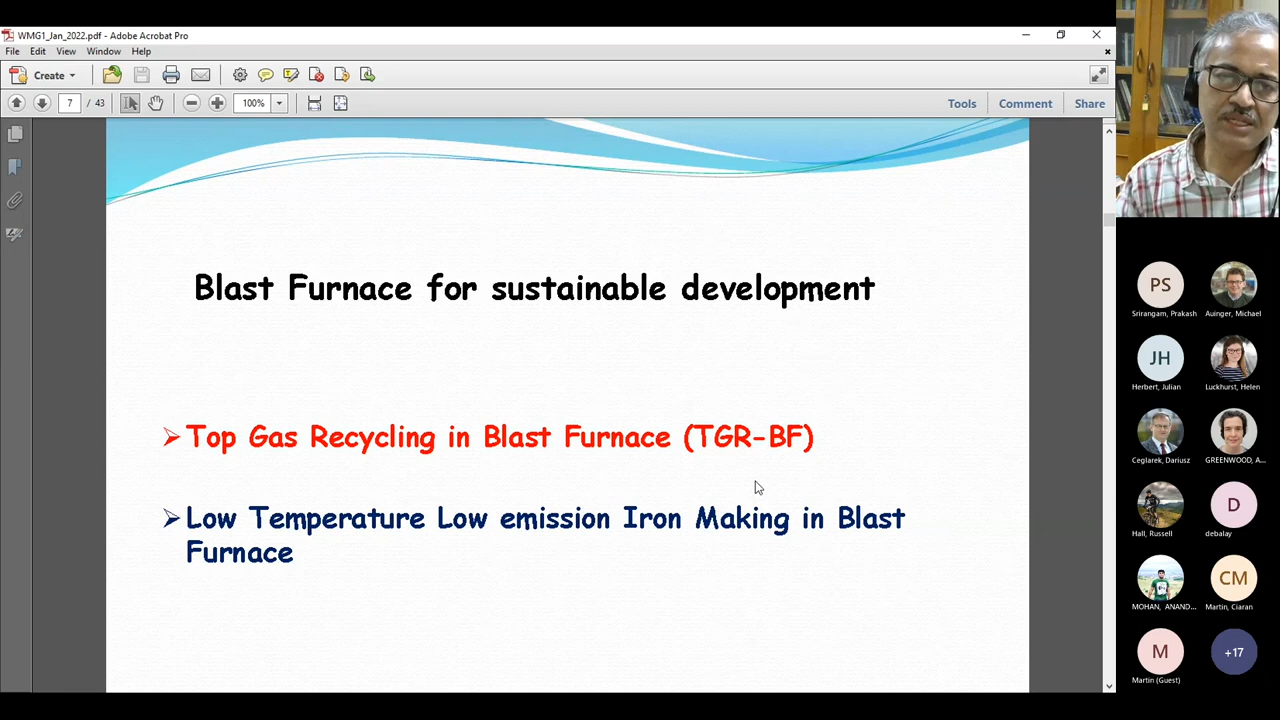 WMG1_Jan_2022.pdf - Adobe Acrobat Pro
File Edit View Window Help
Create
7 / 43 100% Tools Comment Share
Blast Furnace for sustainable development
Top Gas Recycling in Blast Furnace (TGR-BF)
Low Temperature Low emission Iron Making in Blast
Furnace
PS
Srirangam, Prakash Auinger, Michael
JH
Herbert, Julian Luckhurst, Helen
Ceglarek, Dariusz GREENWOOD, A...
D
Hall, Russell debalay
CM
MOHAN, ANAND... Martin, Ciaran
M +17
Martin (Guest)